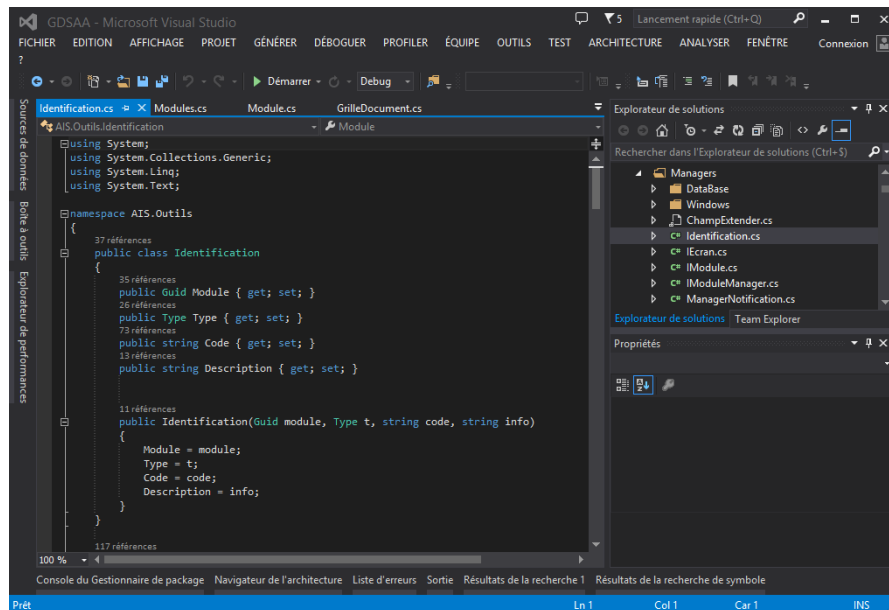 GDSAA - Microsoft Visual Studio
5 Lancement rapide (Ctrl+Q)
FICHIER EDITION AFFICHAGE PROJET GÉNÉRER DÉBOGUER PROFILER ÉQUIPE OUTILS TEST ARCHITECTURE ANALYSER FENÊTRE Connexion
?
Démarrer Debug
Sources de données
Boîte à outils
Explorateur de performances
Identification.cs Modules.cs Module.cs GrilleDocument.cs
AIS.Outils.Identification Module
using System;
using System.Collections.Generic;
using System.Linq;
using System.Text;
namespace AIS.Outils
{
37 références
public class Identification
{
35 références
public Guid Module { get; set; }
26 références
public Type Type { get; set; }
73 références
public string Code { get; set; }
13 références
public string Description { get; set; }
11 références
public Identification(Guid module, Type t, string code, string info)
{
Module = module;
Type = t;
Code = code;
Description = info;
}
}
117 références
100 %
Explorateur de solutions
Rechercher dans l'Explorateur de solutions (Ctrl+$)
Managers
DataBase
Windows
ChampExtender.cs
C# Identification.cs
C# IEcran.cs
C# IModule.cs
C# IModuleManager.cs
C# ManagerNotification.cs
Explorateur de solutions Team Explorer
Propriétés
Console du Gestionnaire de package Navigateur de l'architecture Liste d'erreurs Sortie Résultats de la recherche 1 Résultats de la recherche de symbole
Prêt Ln 1 Col 1 Car 1 INS